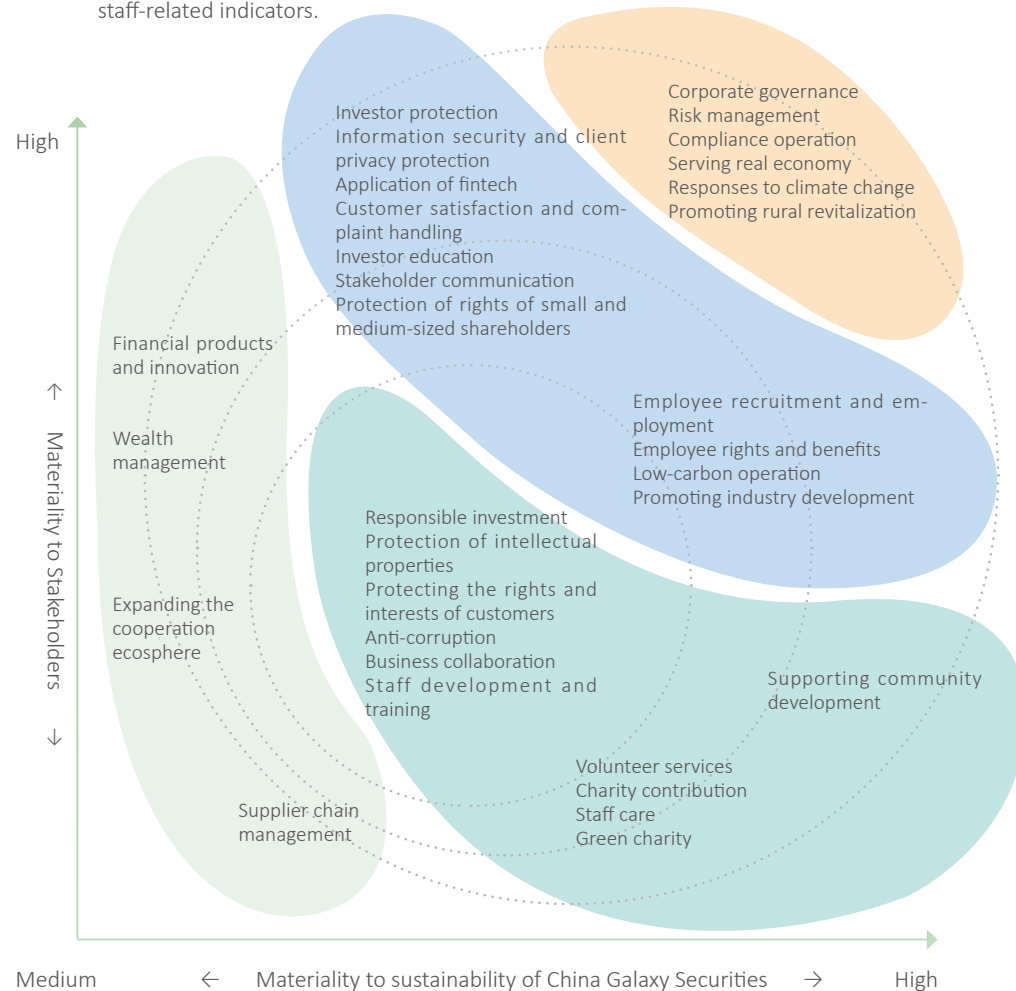 staff-related indicators.
High
Corporate governance
Risk management
Compliance operation
Serving real economy
Responses to climate change
Promoting rural revitalization
Investor protection
Information security and client
privacy protection
Application of fintech
Customer satisfaction and com-
plaint handling
Investor education
Stakeholder communication
Protection of rights of small and
medium-sized shareholders
Financial products
and innovation
Wealth
management
Expanding the
cooperation
ecosphere
Supplier chain
management
Employee recruitment and em-
ployment
Employee rights and benefits
Low-carbon operation
Promoting industry development
Responsible investment
Protection of intellectual
properties
Protecting the rights and
interests of customers
Anti-corruption
Business collaboration
Staff development and
training
Supporting community
development
Volunteer services
Charity contribution
Staff care
Green charity
← Materiality to Stakeholders →
Medium ← Materiality to sustainability of China Galaxy Securities → High